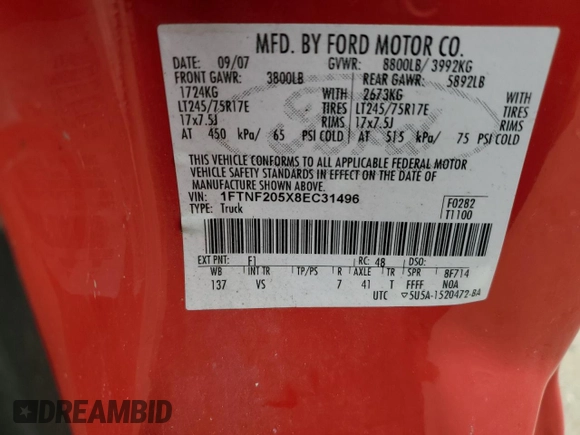 MFD. BY FORD MOTOR CO.
DATE: 09/07 GVWR: 8800LB/ 3992KG
FRONT GAWR: 3800LB REAR GAWR: 5892LB
1724KG WITH 2673KG WITH
LT245/75R17E TIRES LT245/75R17E TIRES
17x7.5J RIMS 17x7.5J RIMS
AT 450 kPa/ 65 PSI COLD AT 515 kPa/ 75 PSI COLD
THIS VEHICLE CONFORMS TO ALL APPLICABLE FEDERAL MOTOR
VEHICLE SAFETY STANDARDS IN EFFECT ON THE DATE OF
MANUFACTURE SHOWN ABOVE.
VIN: 1FTNF205X8EC31496 F0282
TYPE: Truck T1100
EXT PNT: F1 RC: 48 DSO:
WB INT TR TP/PS R AXLE TR SPR 8F714
137 VS 7 41 T FFFF N0A
UTC ▽5U5A-1520472-BA
DREAMBID